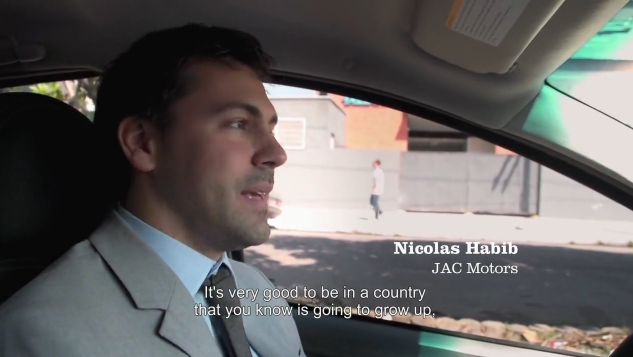 Nicolas Habib
JAC Motors
It's very good to be in a country
that you know is going to grow up,